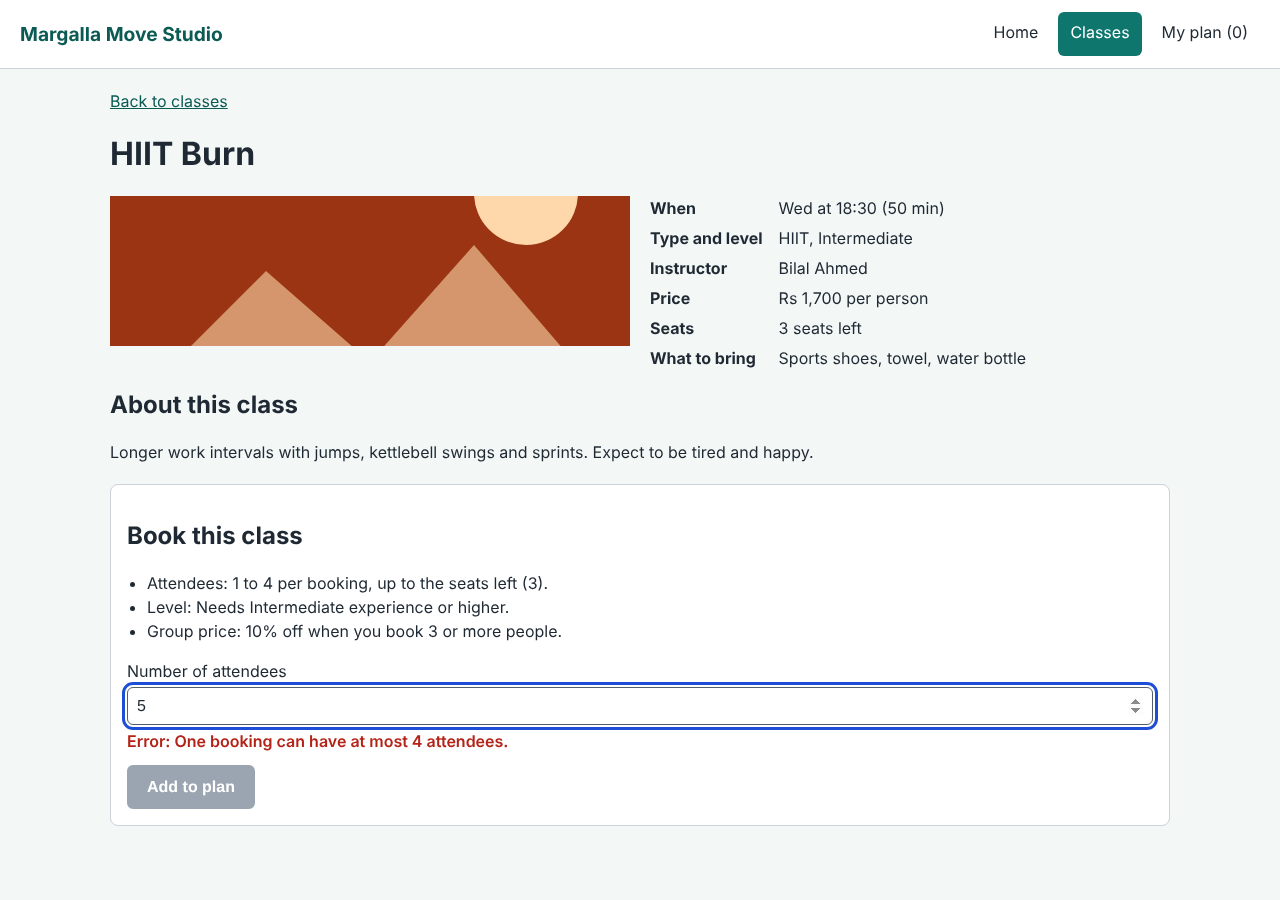 Margalla Move Studio
Home
Classes
My plan (0)
Back to classes
HIIT Burn
When Wed at 18:30 (50 min)
Type and level HIIT, Intermediate
Instructor Bilal Ahmed
Price Rs 1,700 per person
Seats 3 seats left
What to bring Sports shoes, towel, water bottle
About this class
Longer work intervals with jumps, kettlebell swings and sprints. Expect to be tired and happy.
Book this class
Attendees: 1 to 4 per booking, up to the seats left (3).
Level: Needs Intermediate experience or higher.
Group price: 10% off when you book 3 or more people.
Number of attendees
5
Error: One booking can have at most 4 attendees.
Add to plan